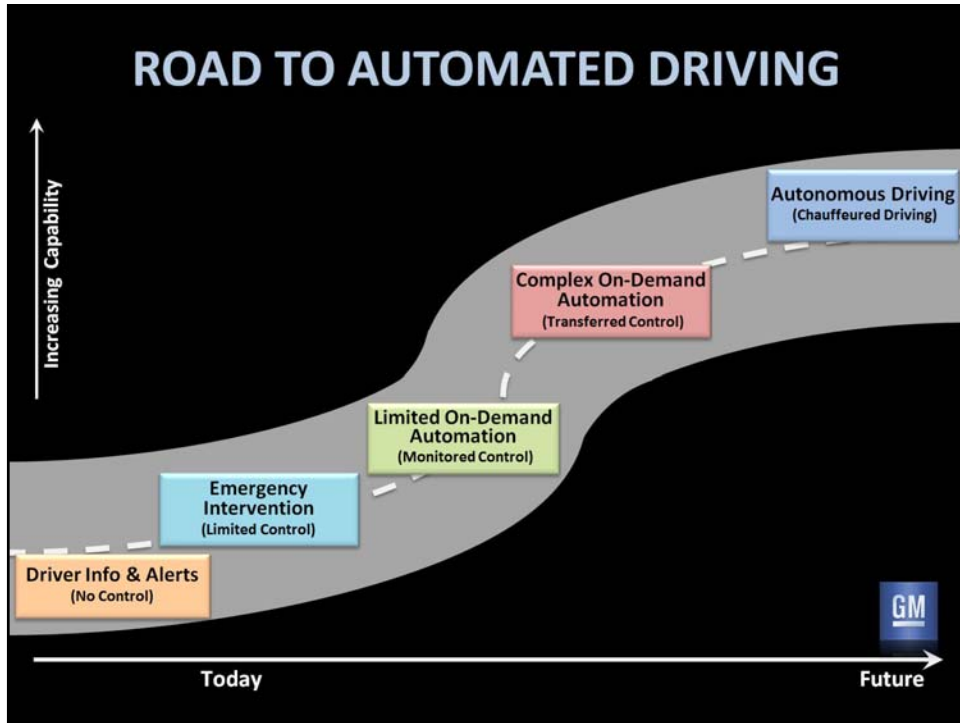 ROAD TO AUTOMATED DRIVING
Increasing Capability
Autonomous Driving
(Chauffeured Driving)
Complex On-Demand
Automation
(Transferred Control)
Limited On-Demand
Automation
(Monitored Control)
Emergency
Intervention
(Limited Control)
Driver Info & Alerts
(No Control)
GM
Today
Future